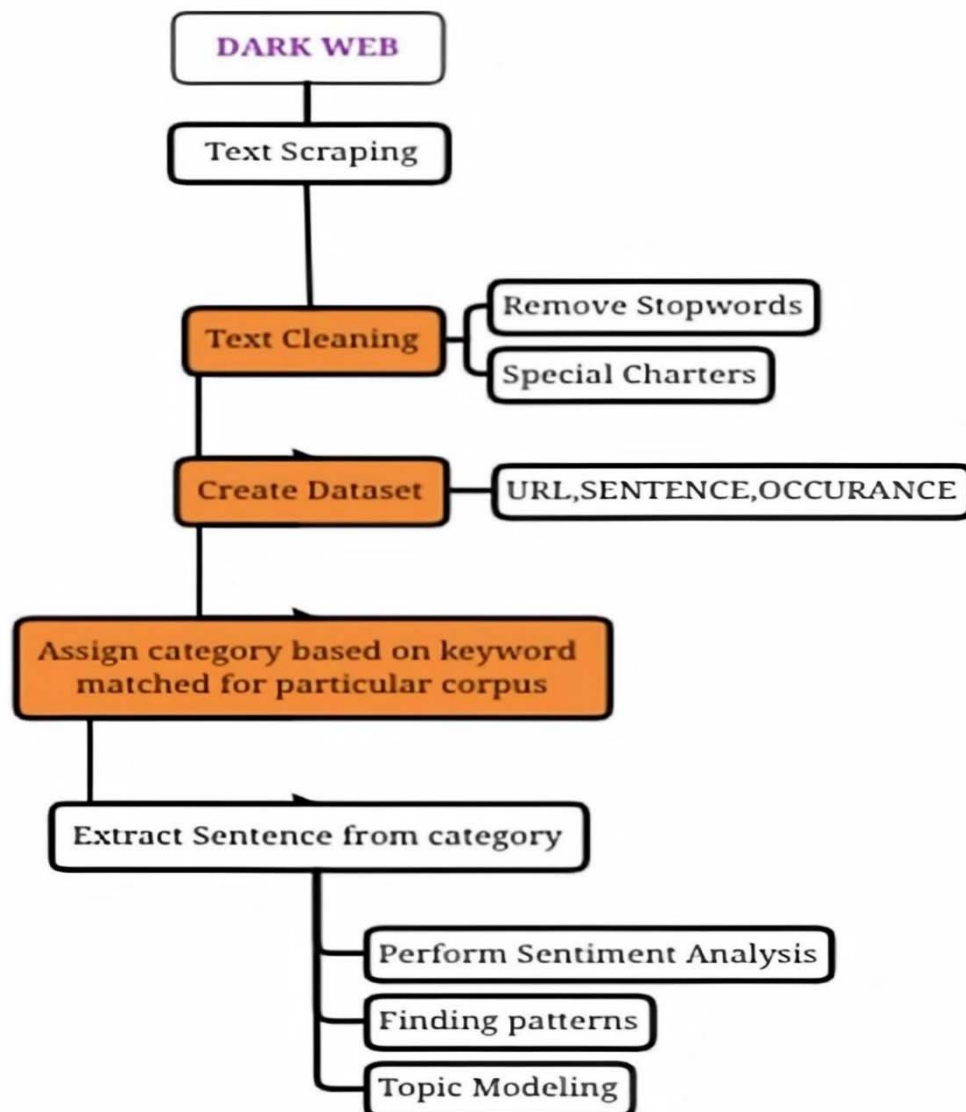 DARK WEB
Text Scraping
Text Cleaning
Remove Stopwords
Special Charters
Create Dataset
URL,SENTENCE,OCCURANCE
Assign category based on keyword
matched for particular corpus
Extract Sentence from category
Perform Sentiment Analysis
Finding patterns
Topic Modeling